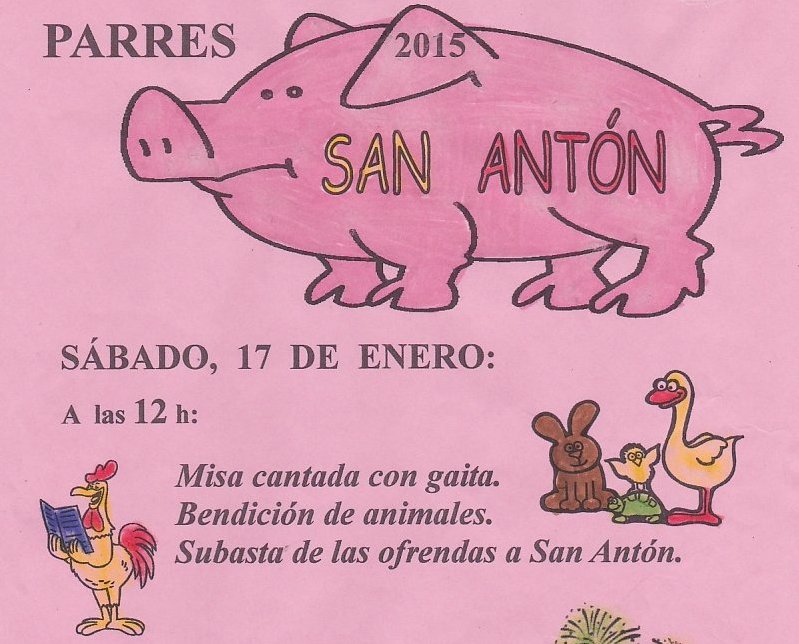 PARRES
2015
SAN ANTÓN
SÁBADO, 17 DE ENERO:
A las 12 h:
Misa cantada con gaita.
Bendición de animales.
Subasta de las ofrendas a San Antón.